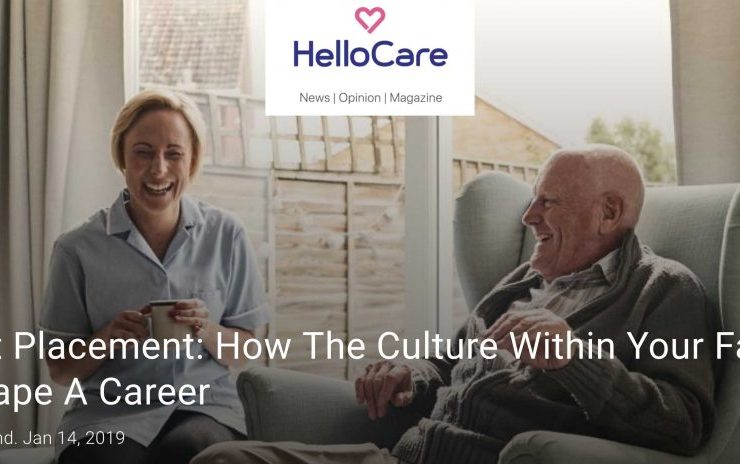 HelloCare
News | Opinion | Magazine
t Placement: How The Culture Within Your Fa
ape A Career
nd. Jan 14, 2019